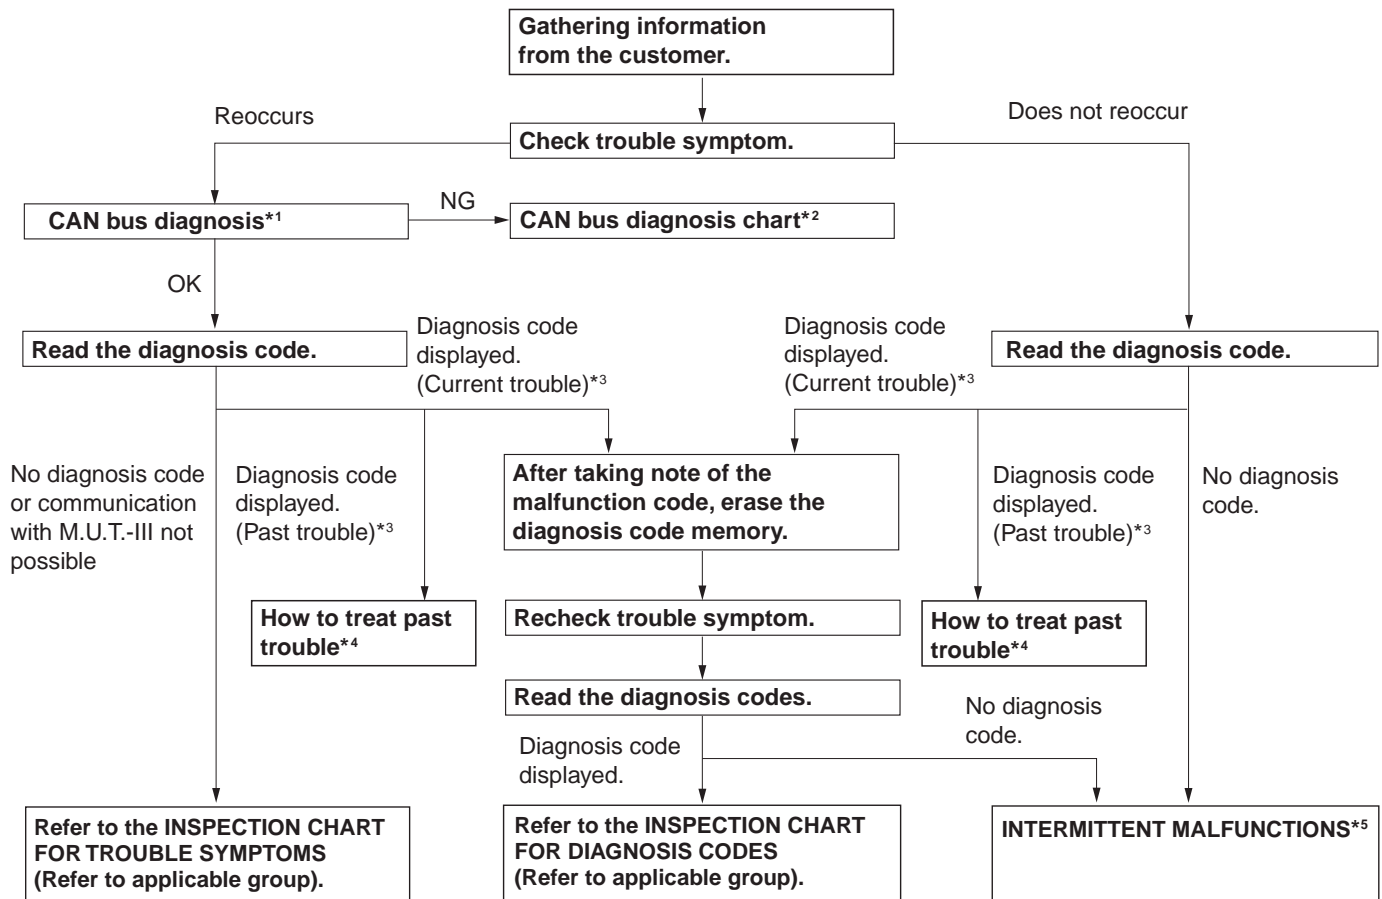 Gathering information
from the customer.
Reoccurs
Does not reoccur
Check trouble symptom.
CAN bus diagnosis*1
NG
CAN bus diagnosis chart*2
OK
Read the diagnosis code.
Diagnosis code
displayed.
(Current trouble)*3
Diagnosis code
displayed.
(Current trouble)*3
Read the diagnosis code.
No diagnosis code
or communication
with M.U.T.-III not
possible
Diagnosis code
displayed.
(Past trouble)*3
After taking note of the
malfunction code, erase the
diagnosis code memory.
Diagnosis code
displayed.
(Past trouble)*3
No diagnosis
code.
How to treat past
trouble*4
Recheck trouble symptom.
How to treat past
trouble*4
Read the diagnosis codes.
No diagnosis
code.
Diagnosis code
displayed.
Refer to the INSPECTION CHART
FOR TROUBLE SYMPTOMS
(Refer to applicable group).
Refer to the INSPECTION CHART
FOR DIAGNOSIS CODES
(Refer to applicable group).
INTERMITTENT MALFUNCTIONS*5